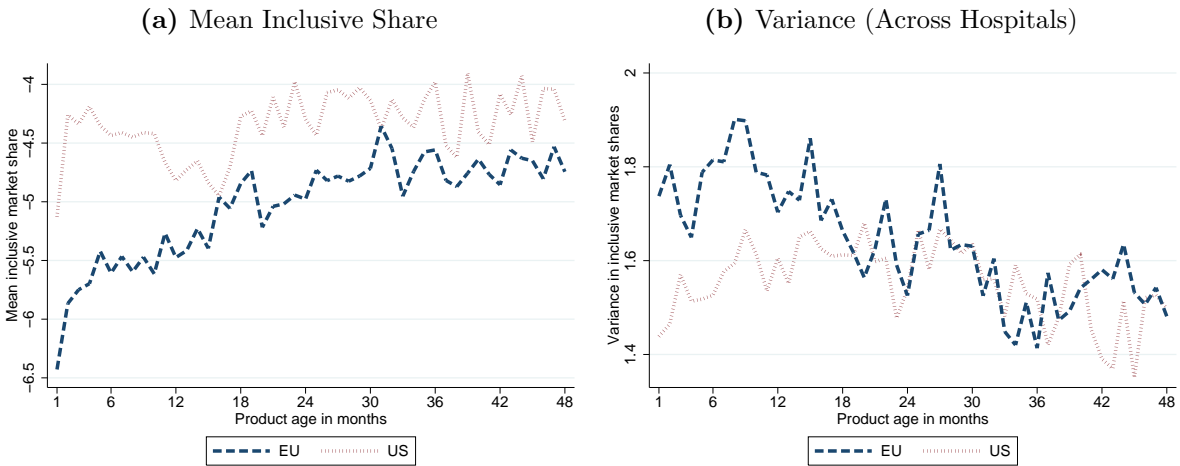 (a) Mean Inclusive Share
Mean inclusive market share
−4
−4.5
−5
−5.5
−6
−6.5
1 6 12 18 24 30 36 42 48
Product age in months
EU US
(b) Variance (Across Hospitals)
Variance in inclusive market shares
2
1.8
1.6
1.4
1 6 12 18 24 30 36 42 48
Product age in months
EU US